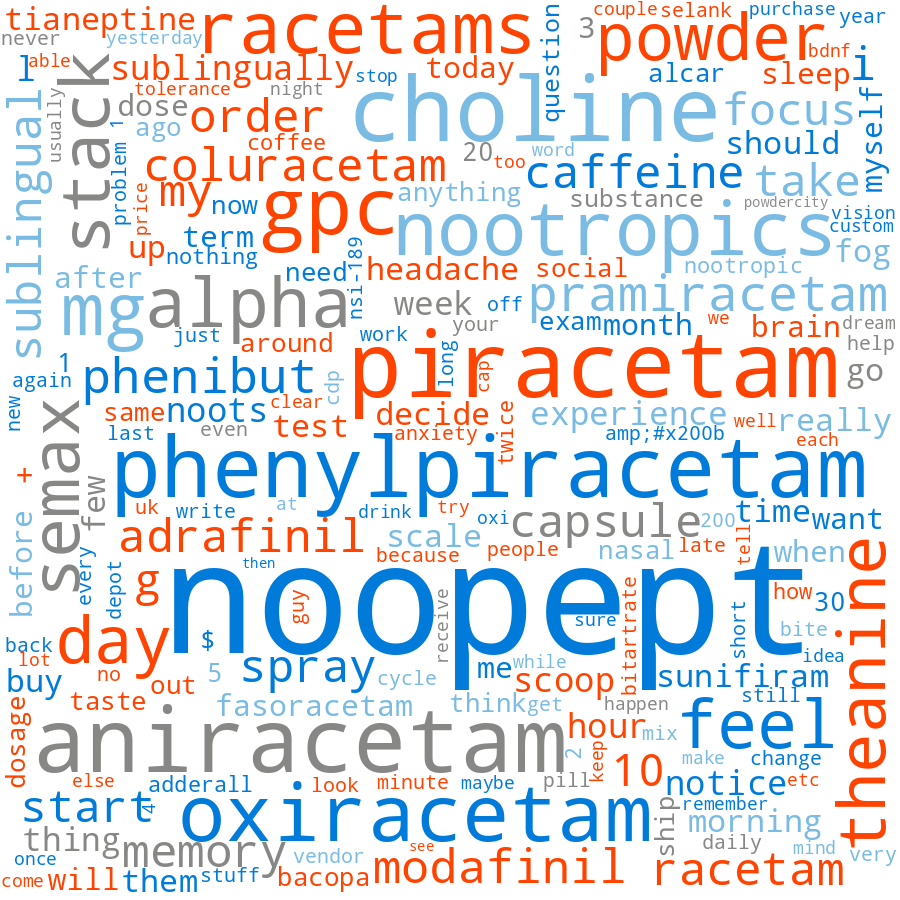 tianeptine
racetams
question
couple
selank
purchase
year
never
yesterday
3
powder
bdnf
i
l
able
sublingually
stop
today
alcar
sleep
tolerance
night
choline
stack
dose
order
focus
sublingual
usually
ago
coffee
should
myself
problem
1
coluracetam
20
too
word
caffeine
take
price
my
gpc
anything
substance
powdercity
now
nootropics
vision
custom
up
term
nothing
nsi-189
fog
after
need
headache
social
nootropic
mg
alpha
week
off
pramiracetam
just
work
your
exam
month
we
brain
dream
around
long
help
1
piracetam
again
phenibut
cdp
cap
go
new
same
noots
clear
decide
twice
experience
really
semax
last
even
test
anxiety
amp;#x200b
well
each
+
few
phenylpiracetam
before
uk
write
at
drink
try
oxi
capsule
200
time
want
adrafinil
scale
because
people
nasal
late
tell
when
every
depot
then
g
noopept
how
30
theanine
guy
receive
bitartrate
short
sure
bite
day
$
back
lot
no
spray
me
while
idea
buy
5
cycle
scoop
sunifiram
taste
out
still
dosage
fasoracetam
think
get
happen
feel
aniracetam
hour
mix
2
keep
make
change
else
adderall
look
minute
maybe
pill
10
notice
etc
start
4
oxiracetam
ship
remember
morning
thing
memory
see
daily
mind
very
once
vendor
come
will
them
stuff
bacopa
modafinil
racetam